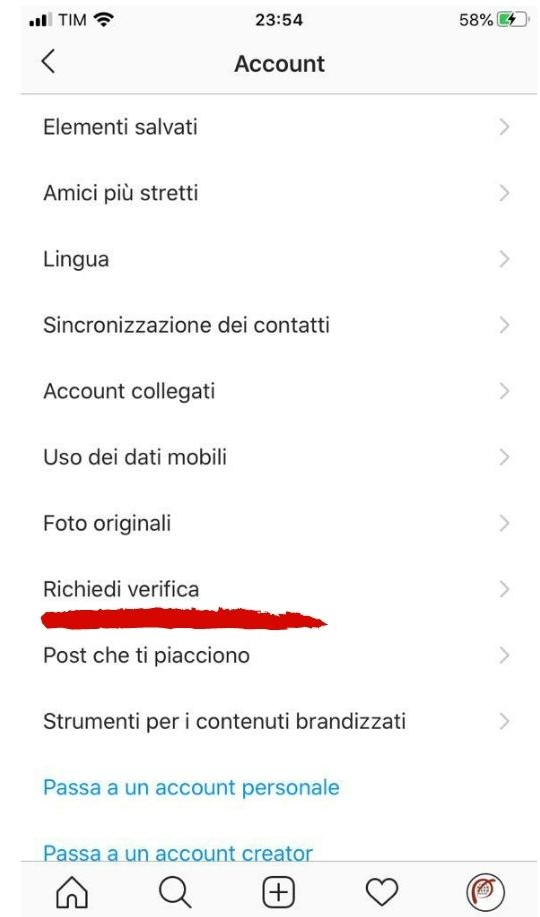 TIM
23:54
58%
Account
Elementi salvati
Amici più stretti
Lingua
Sincronizzazione dei contatti
Account collegati
Uso dei dati mobili
Foto originali
Richiedi verifica
Post che ti piacciono
Strumenti per i contenuti brandizzati
Passa a un account personale
Passa a un account creator